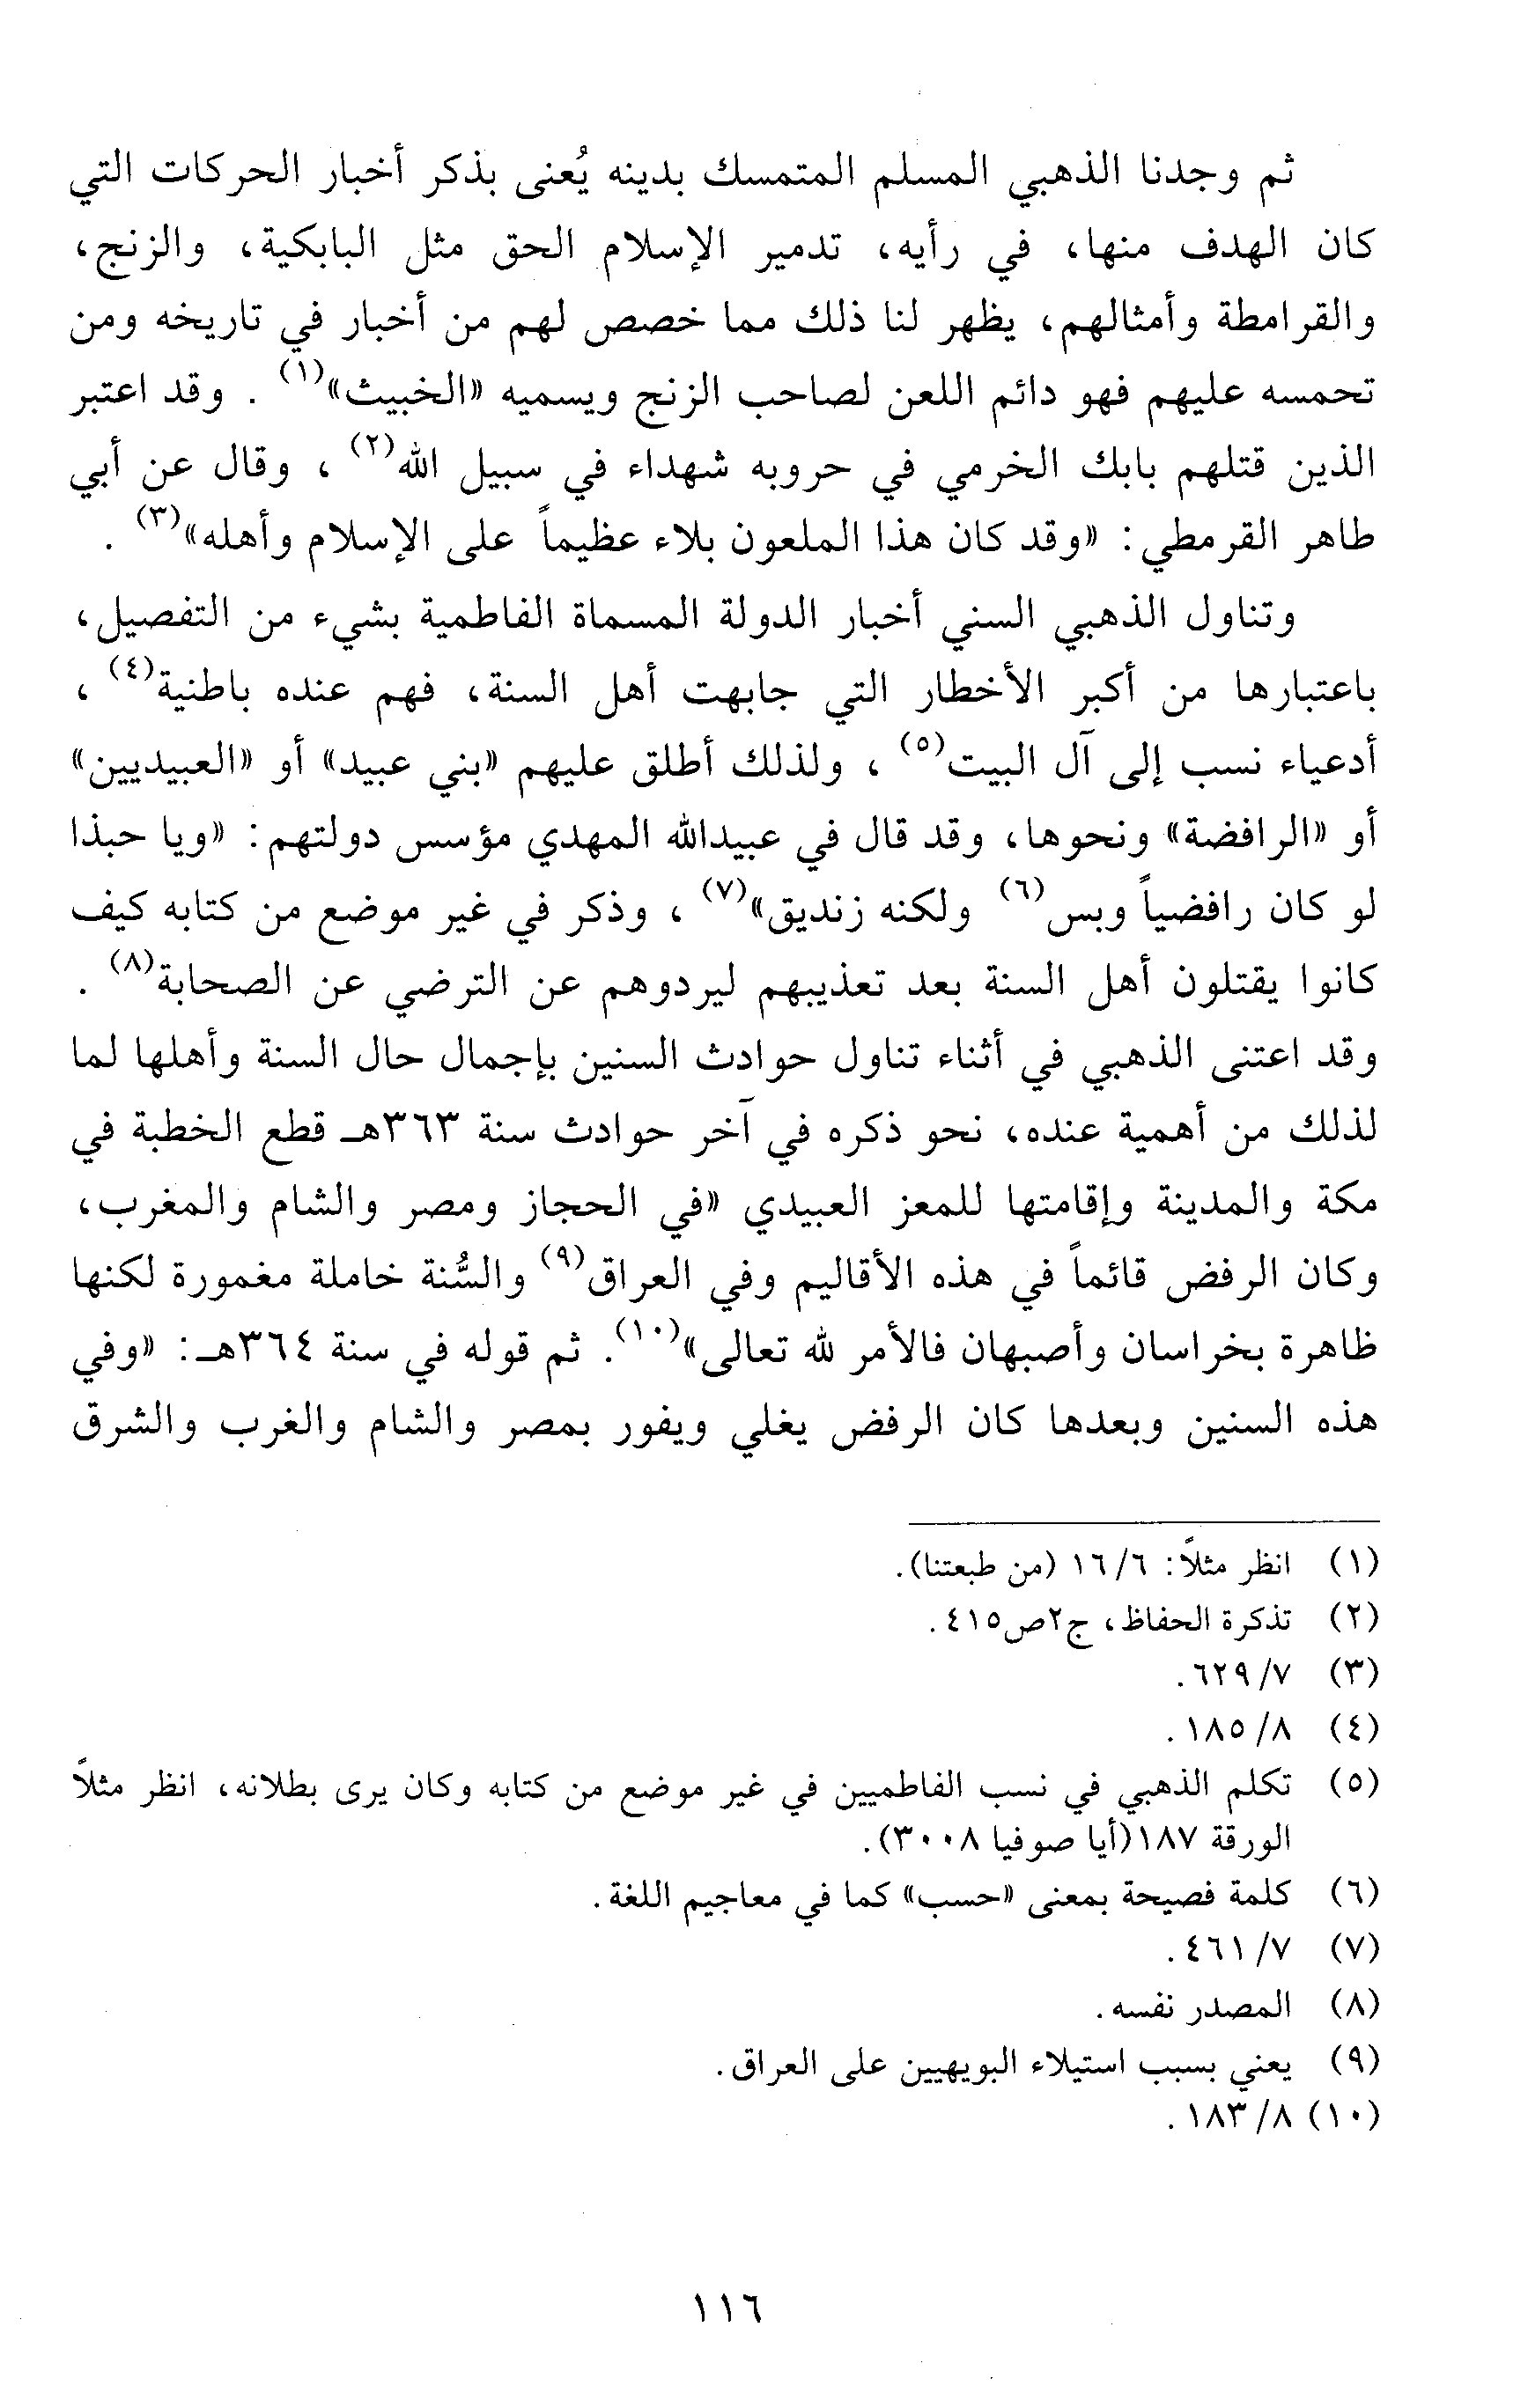 ثم وجدنا الذهبي المسلم المتمسك بدينه يُعنى بذكر أخبار الحركات التي
كان الهدف منها، في رأيه، تدمير الإسلام الحق مثل البابكية، والزنج،
والقرامطة وأمثالهم، يظهر لنا ذلك مما خصص لهم من أخبار في تاريخه ومن
تحمسه عليهم فهو دائم اللعن لصاحب الزنج ويسميه «الخبيث»(١) . وقد اعتبر
الذين قتلهم بابك الخرمي في حروبه شهداء في سبيل الله(٢) ، وقال عن أبي
طاهر القرمطي: «وقد كان هذا الملعون بلاء عظيماً على الإسلام وأهله»(٣) .
وتناول الذهبي السني أخبار الدولة المسماة الفاطمية بشيء من التفصيل،
باعتبارها من أكبر الأخطار التي جابهت أهل السنة، فهم عنده باطنية(٤) ،
أدعياء نسب إلى آل البيت(٥) ، ولذلك أطلق عليهم «بني عبيد» أو «العبيديين»
أو «الرافضة» ونحوها، وقد قال في عبيدالله المهدي مؤسس دولتهم: «ويا حبذا
لو كان رافضياً وبس(٦) ولكنه زنديق»(٧) ، وذكر في غير موضع من كتابه كيف
كانوا يقتلون أهل السنة بعد تعذيبهم ليردوهم عن الترضي عن الصحابة(٨) .
وقد اعتنى الذهبي في أثناء تناول حوادث السنين بإجمال حال السنة وأهلها لما
لذلك من أهمية عنده، نحو ذكره في آخر حوادث سنة ٣٦٣هـ قطع الخطبة في
مكة والمدينة وإقامتها للمعز العبيدي «في الحجاز ومصر والشام والمغرب،
وكان الرفض قائماً في هذه الأقاليم وفي العراق(٩) والسُّنة خاملة مغمورة لكنها
ظاهرة بخراسان وأصبهان فالأمر لله تعالى»(١٠). ثم قوله في سنة ٣٦٤هـ: «وفي
هذه السنين وبعدها كان الرفض يغلي ويفور بمصر والشام والغرب والشرق
(١) انظر مثلاً: ١٦/٦ (من طبعتنا).
(٢) تذكرة الحفاظ، ج٢ص٤١٥.
(٣) ٧/ ٦٢٩.
(٤) ٨/ ١٨٥.
(٥) تكلم الذهبي في نسب الفاطميين في غير موضع من كتابه وكان يرى بطلانه، انظر مثلاً
الورقة ١٨٧(أيا صوفيا ٣٠٠٨).
(٦) كلمة فصيحة بمعنى «حسب» كما في معاجيم اللغة.
(٧) ٧/ ٤٦١.
(٨) المصدر نفسه.
(٩) يعني بسبب استيلاء البويهيين على العراق.
(١٠) ٨/ ١٨٣.
١١٦